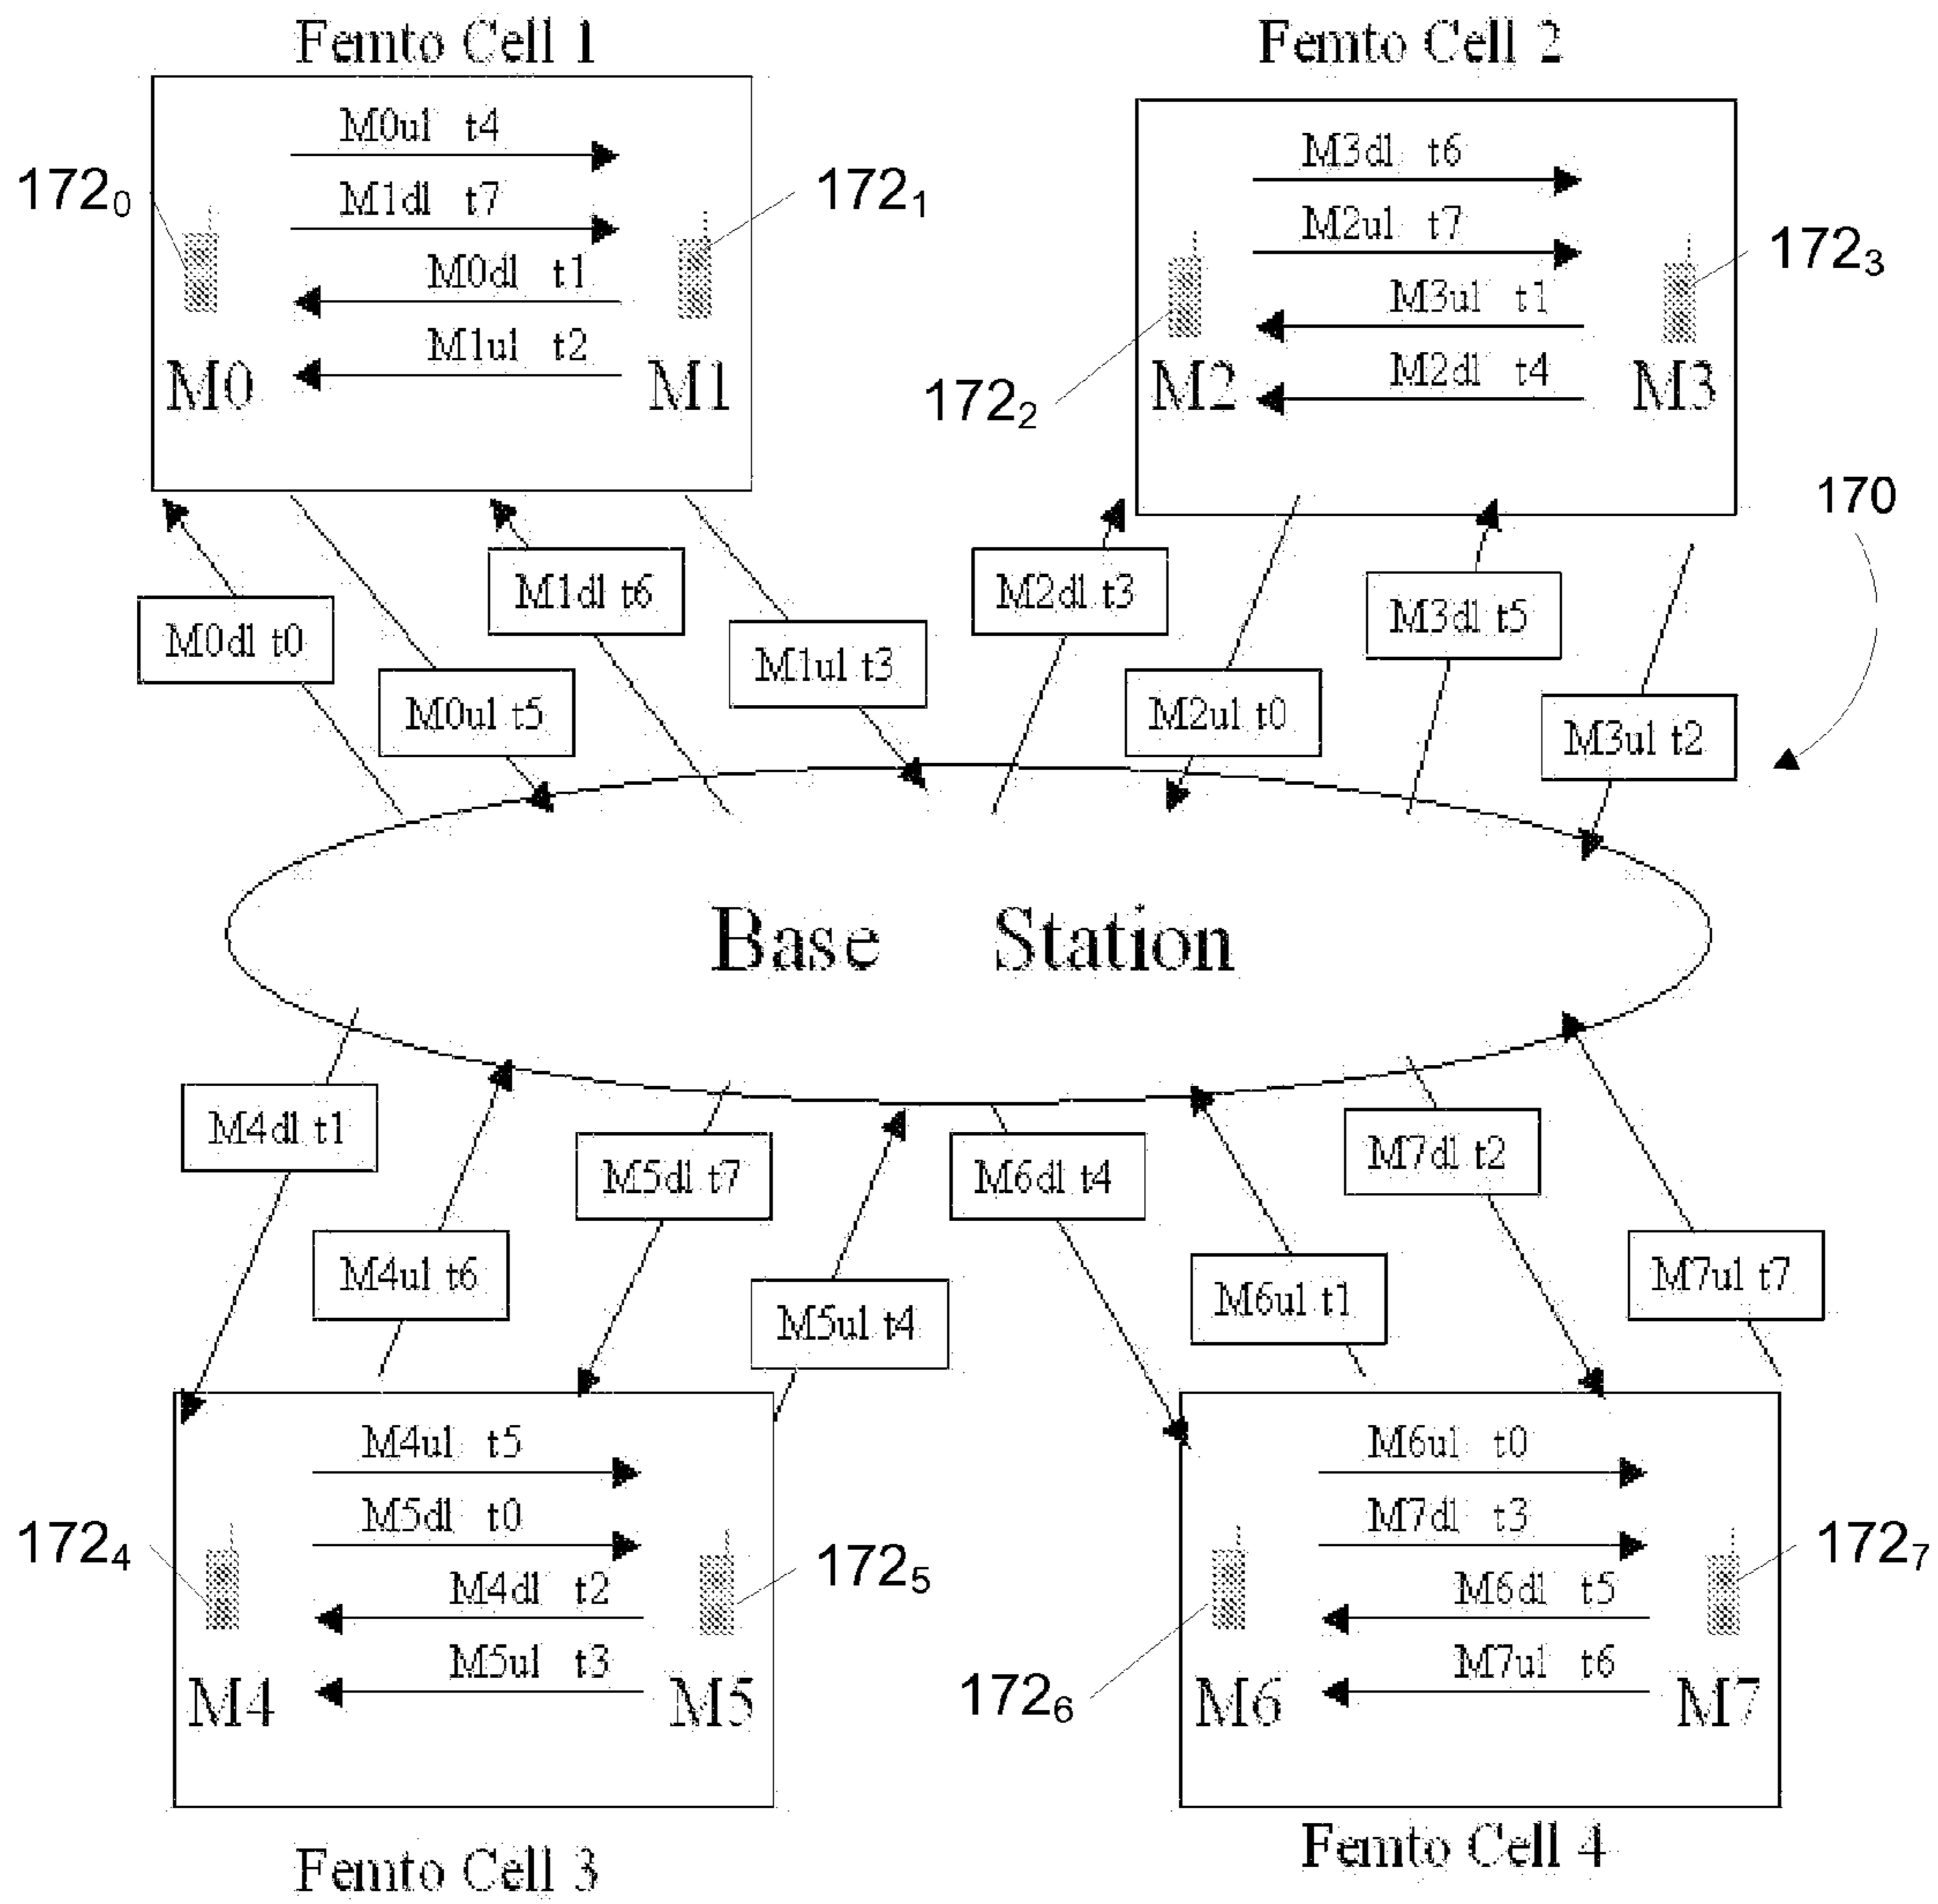 Femto Cell 1
Femto Cell 2
M0ul t4
M1dl t7
M0dl t1
M1ul t2
172₀
172₁
M0
M1
M3dl t6
M2ul t7
M3ul t1
M2dl t4
172₂
172₃
M2
M3
170
M0dl t0
M0ul t5
M1dl t6
M1ul t3
M2dl t3
M2ul t0
M3dl t5
M3ul t2
Base Station
M4dl t1
M4ul t6
M5dl t7
M5ul t4
M6dl t4
M6ul t1
M7dl t2
M7ul t7
M4ul t5
M5dl t0
M4dl t2
M5ul t3
172₄
172₅
M4
M5
M6ul t0
M7dl t3
M6dl t5
M7ul t6
172₆
172₇
M6
M7
Femto Cell 3
Femto Cell 4